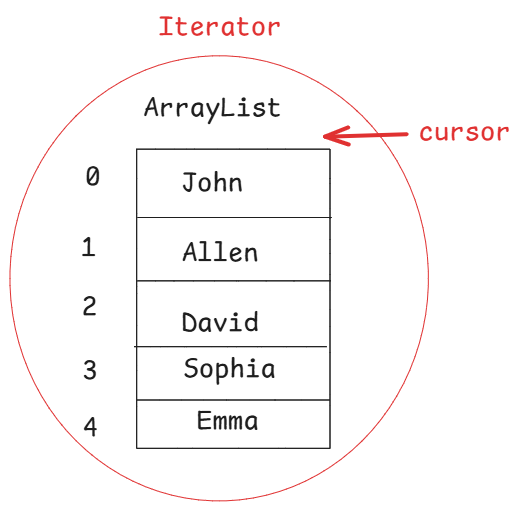 Iterator
ArrayList
cursor
0 John
1 Allen
2 David
3 Sophia
4 Emma